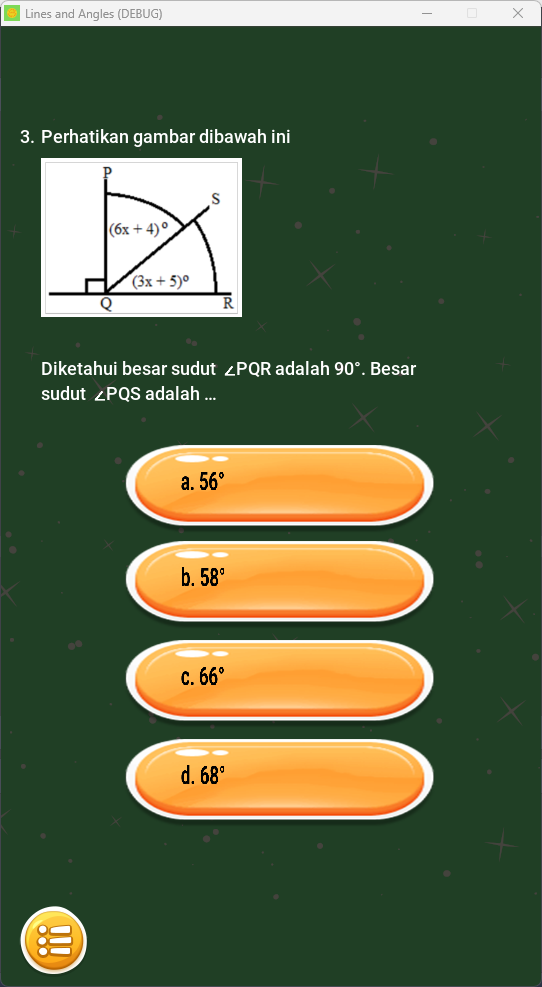 Lines and Angles (DEBUG)
3. Perhatikan gambar dibawah ini
P
S
(6x + 4)°
(3x + 5)°
Q
R
Diketahui besar sudut ∠PQR adalah 90°. Besar
sudut ∠PQS adalah ...
a. 56°
b. 58°
c. 66°
d. 68°